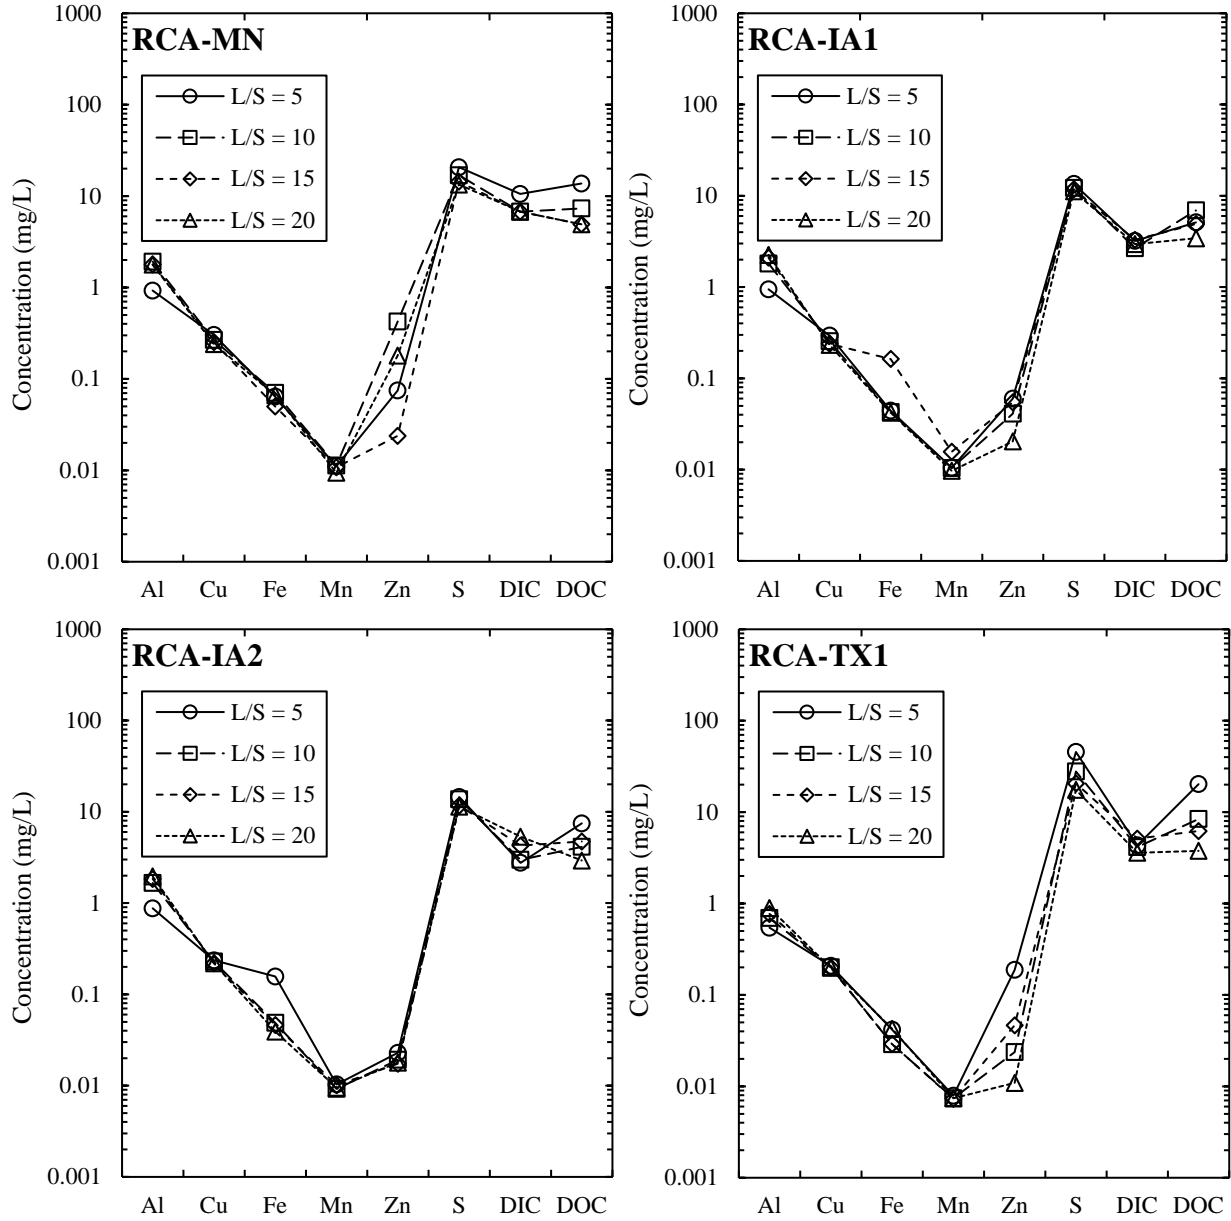 RCA-MN
L/S = 5
L/S = 10
L/S = 15
L/S = 20
Concentration (mg/L)
1000
100
10
1
0.1
0.01
0.001
Al Cu Fe Mn Zn S DIC DOC
RCA-IA1
L/S = 5
L/S = 10
L/S = 15
L/S = 20
Concentration (mg/L)
1000
100
10
1
0.1
0.01
0.001
Al Cu Fe Mn Zn S DIC DOC
RCA-IA2
L/S = 5
L/S = 10
L/S = 15
L/S = 20
Concentration (mg/L)
1000
100
10
1
0.1
0.01
0.001
Al Cu Fe Mn Zn S DIC DOC
RCA-TX1
L/S = 5
L/S = 10
L/S = 15
L/S = 20
Concentration (mg/L)
1000
100
10
1
0.1
0.01
0.001
Al Cu Fe Mn Zn S DIC DOC